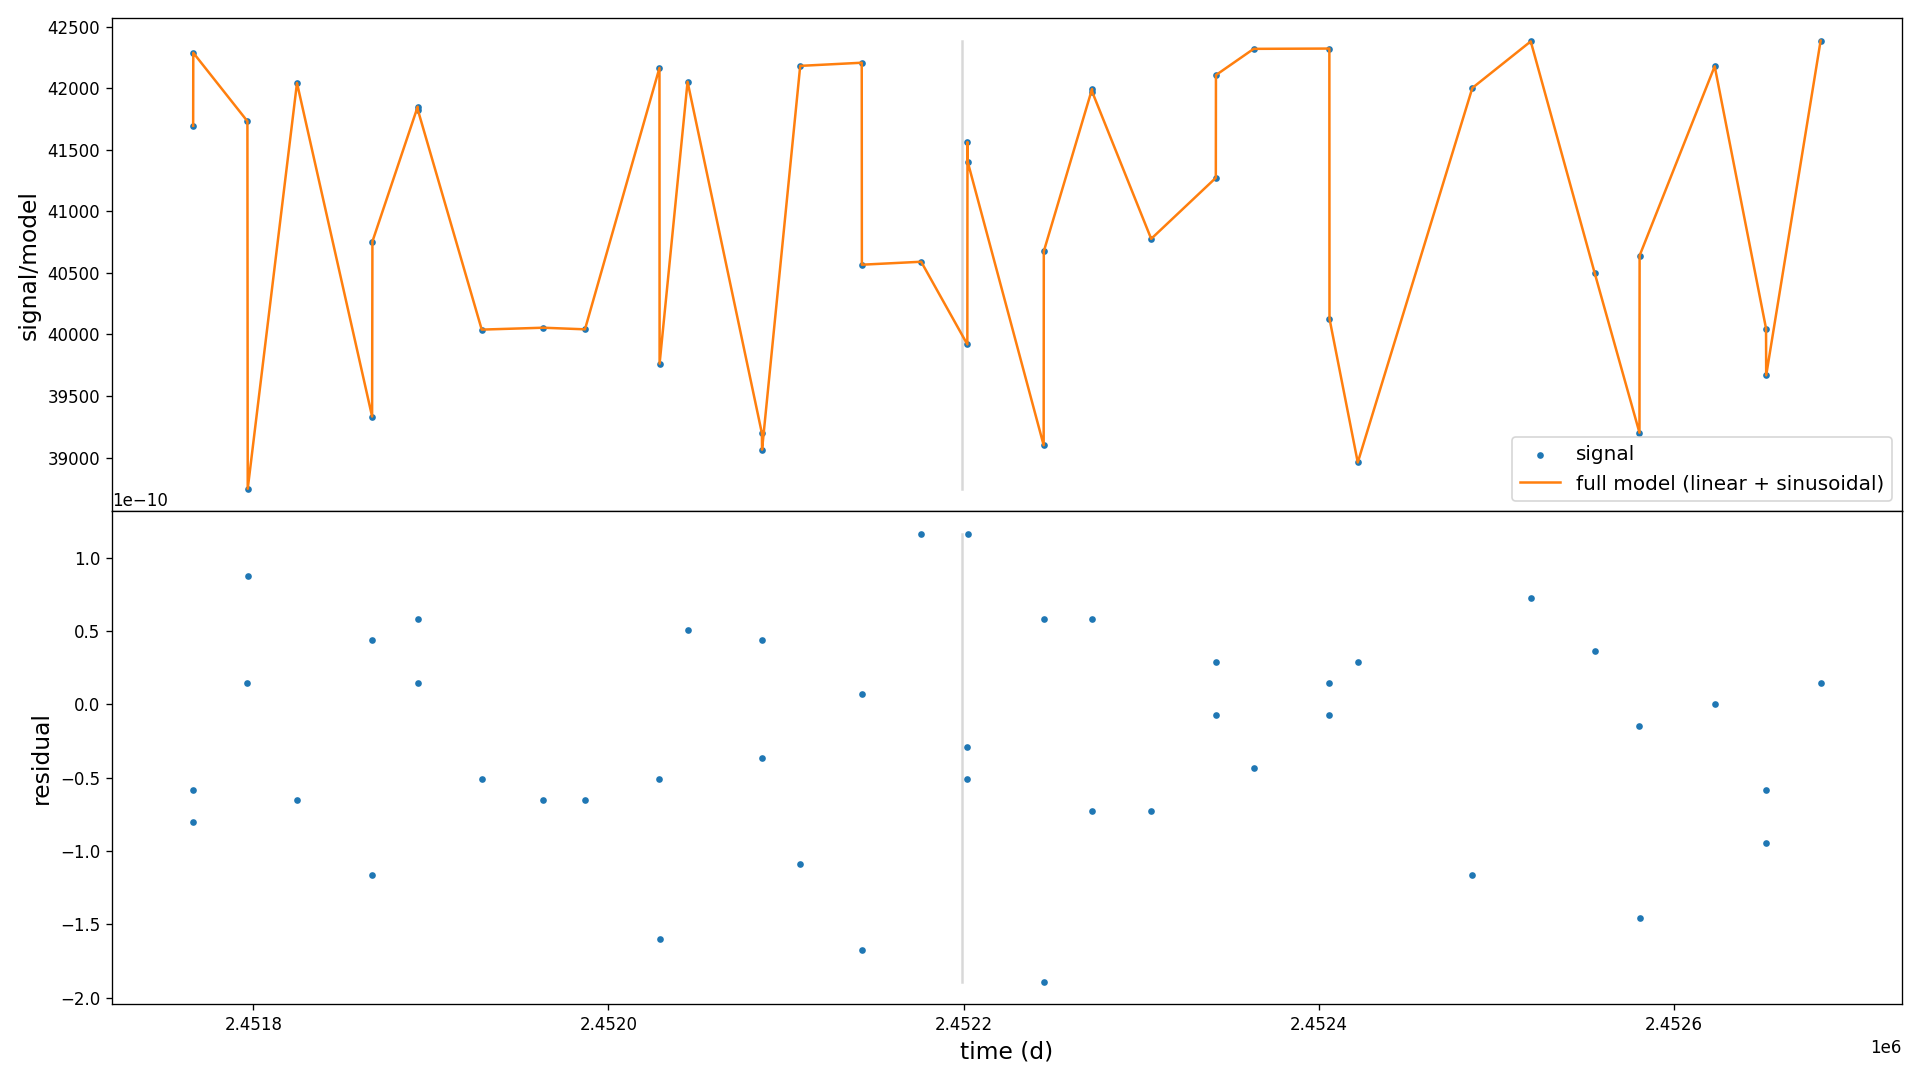 42500
42000
41500
41000
40500
40000
39500
39000
signal/model
signal
full model (linear + sinusoidal)
1e−10
1.0
0.5
0.0
−0.5
−1.0
−1.5
−2.0
residual
2.4518
2.4520
2.4522
2.4524
2.4526
time (d)
1e6